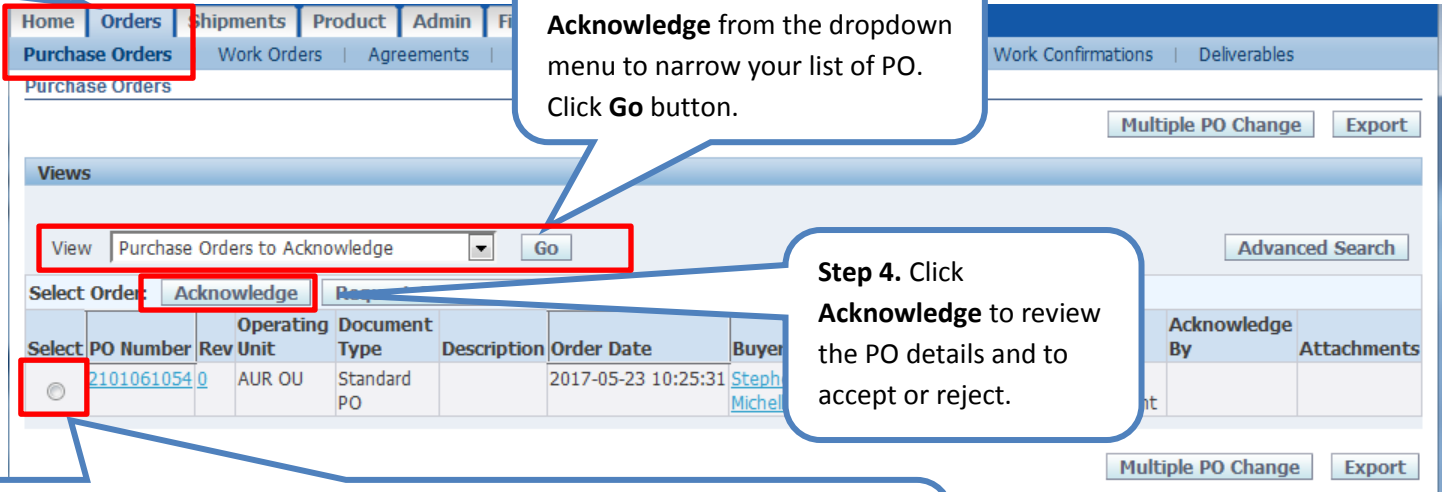 Home Orders Shipments Product Admin
Acknowledge from the dropdown
menu to narrow your list of PO.
Click Go button.
Purchase Orders Work Orders | Agreements | Work Confirmations | Deliverables
Purchase Orders
Multiple PO Change Export
Views
View Purchase Orders to Acknowledge Go Advanced Search
Step 4. Click
Acknowledge to review
the PO details and to
accept or reject.
Select Order: Acknowledge
Select PO Number Rev Operating Unit Document Type Description Order Date Buyer Acknowledge By Attachments
2101061054 0 AUR OU Standard PO 2017-05-23 10:25:31
Multiple PO Change Export